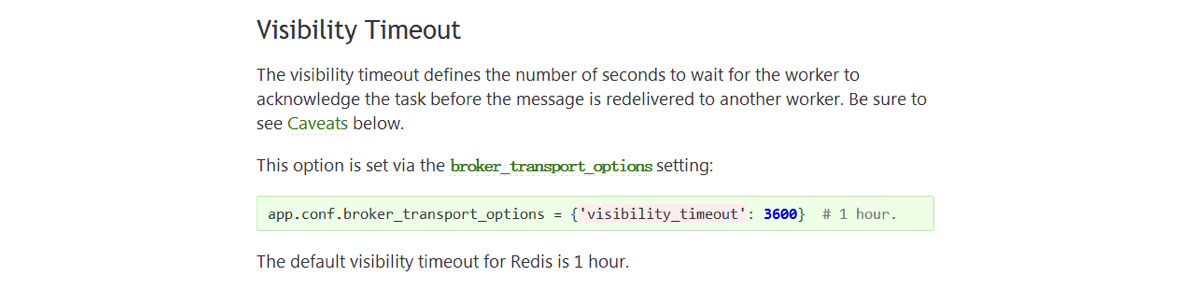 Visibility Timeout
The visibility timeout defines the number of seconds to wait for the worker to
acknowledge the task before the message is redelivered to another worker. Be sure to
see Caveats below.
This option is set via the broker_transport_options setting:
app.conf.broker_transport_options = {'visibility_timeout': 3600}  # 1 hour.
The default visibility timeout for Redis is 1 hour.